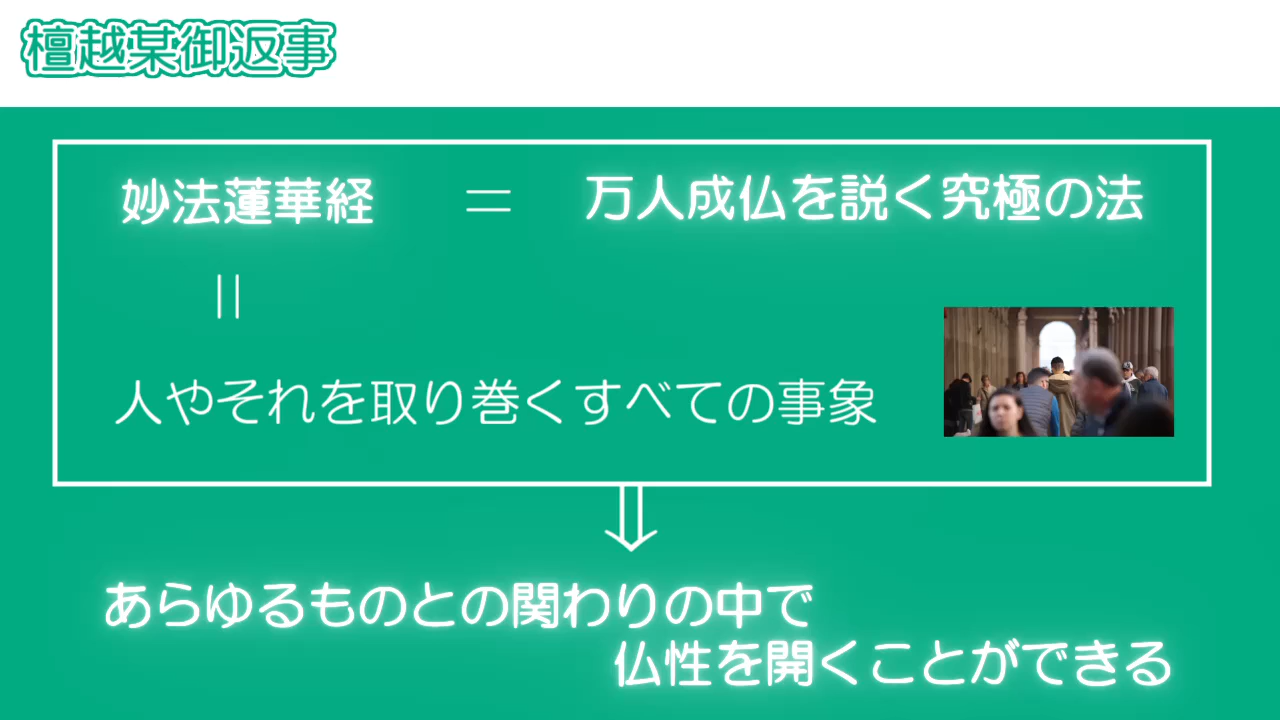 檀越某御返事
妙法蓮華経 = 万人成仏を説く究極の法
||
人やそれを取り巻くすべての事象
あらゆるものとの関わりの中で
仏性を開くことができる